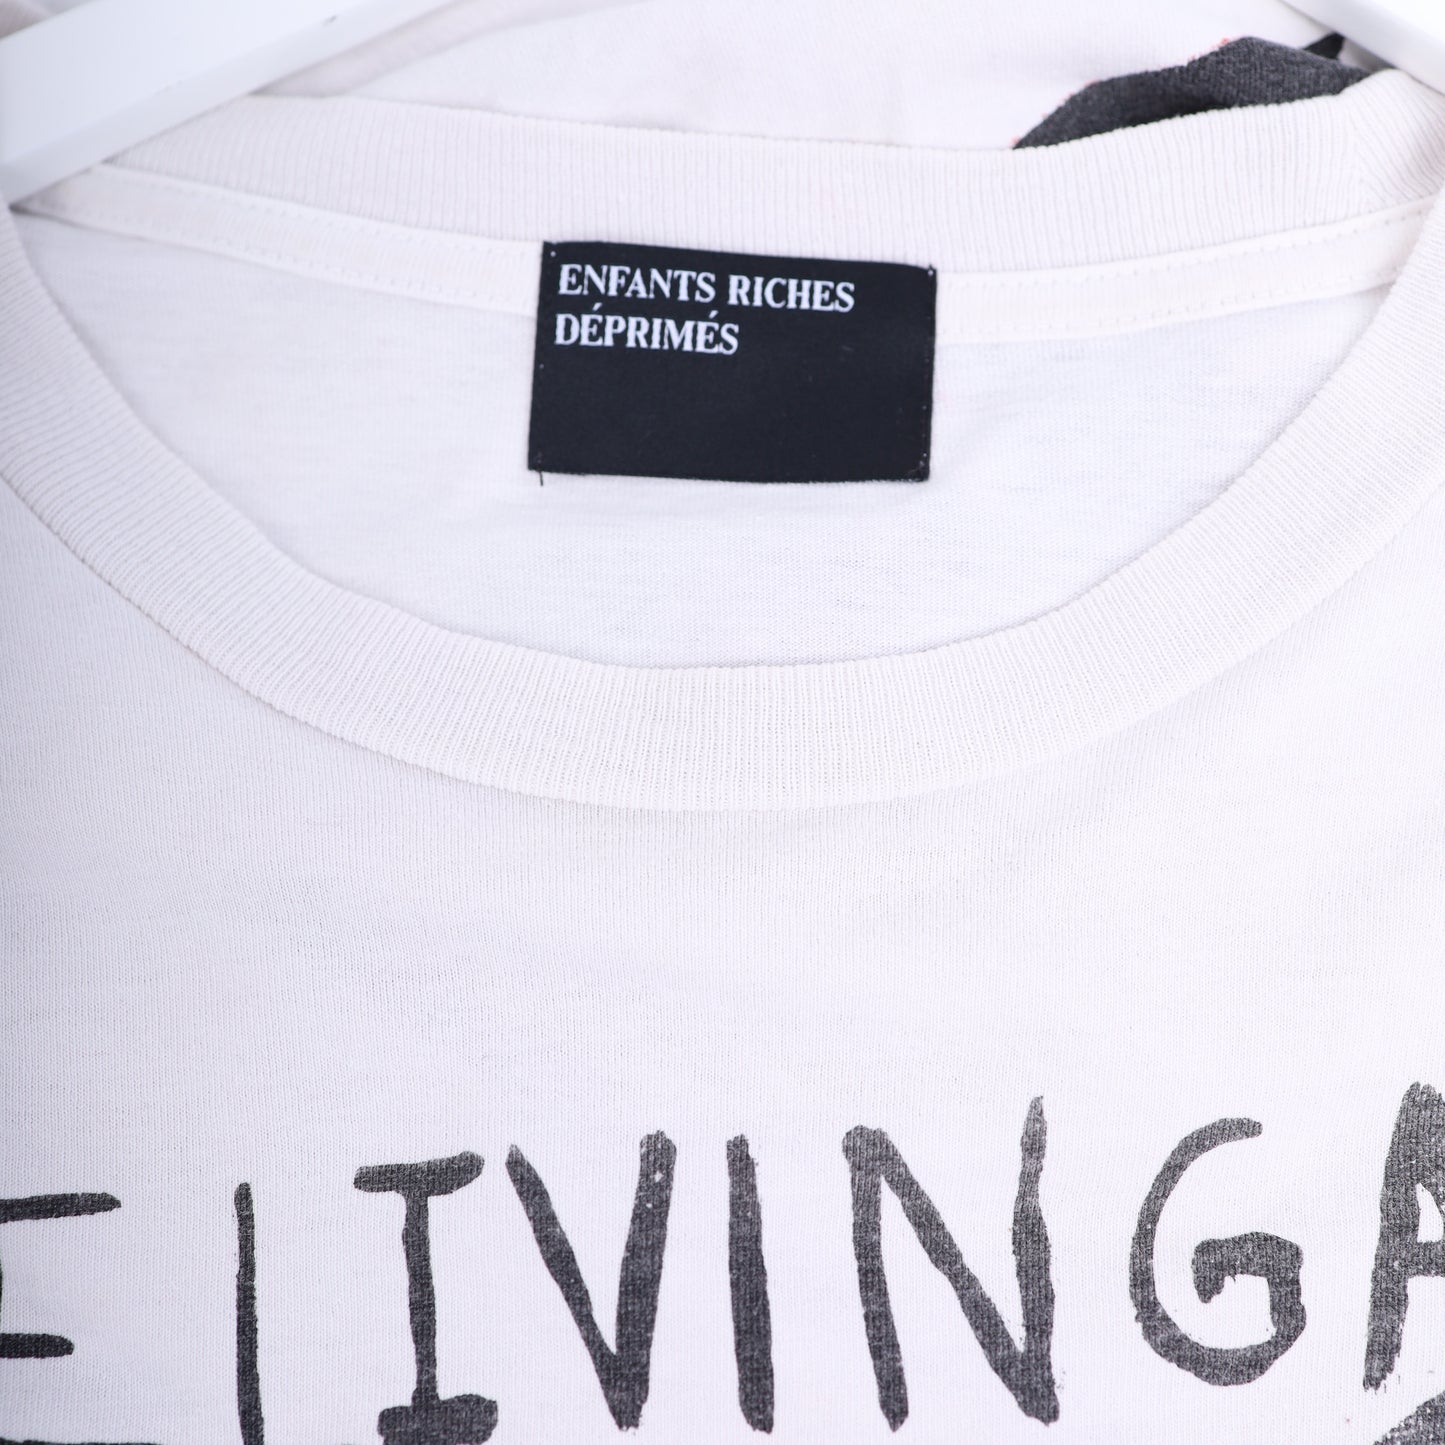 ENFANTS RICHES
DÉPRIMÉS
LIVING